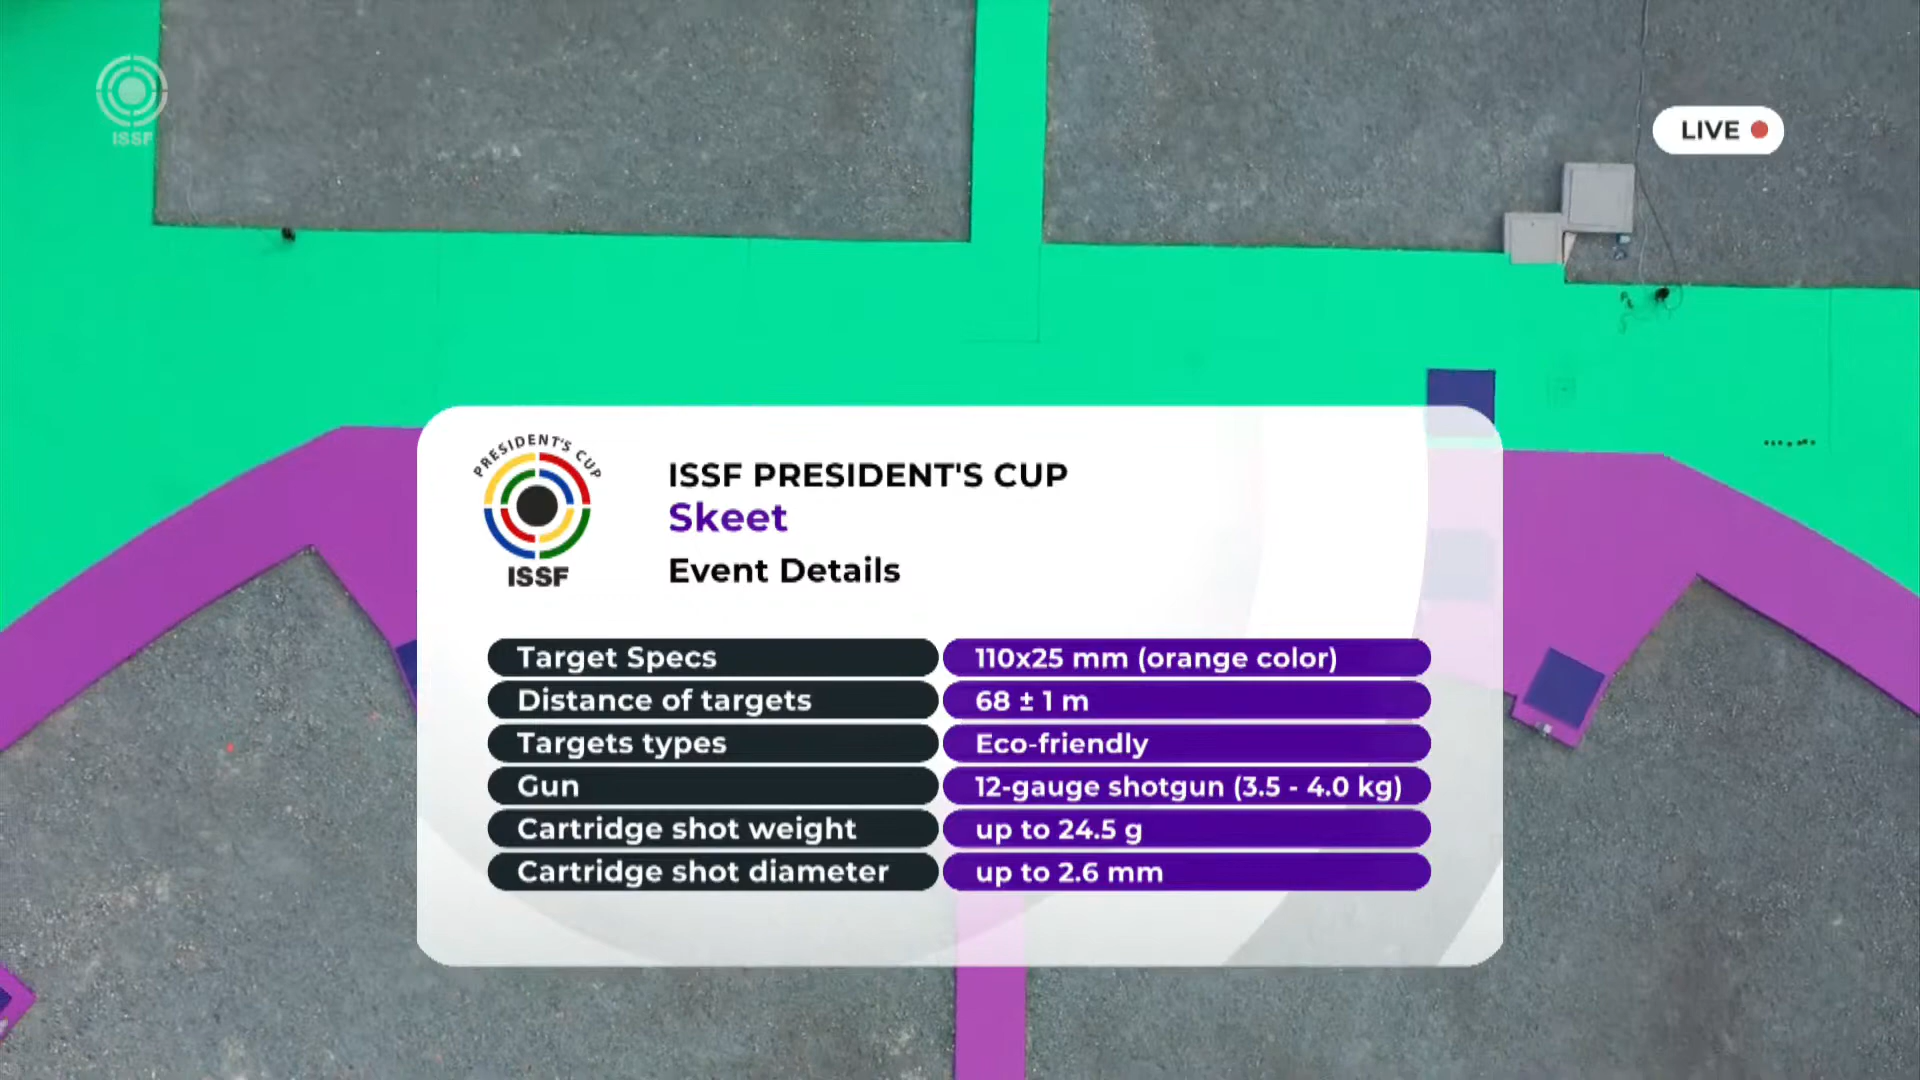 ISSF
LIVE
PRESIDENT'S CUP
ISSF
ISSF PRESIDENT'S CUP
Skeet
Event Details
Target Specs 110x25 mm (orange color)
Distance of targets 68 ± 1 m
Targets types Eco-friendly
Gun 12-gauge shotgun (3.5 - 4.0 kg)
Cartridge shot weight up to 24.5 g
Cartridge shot diameter up to 2.6 mm